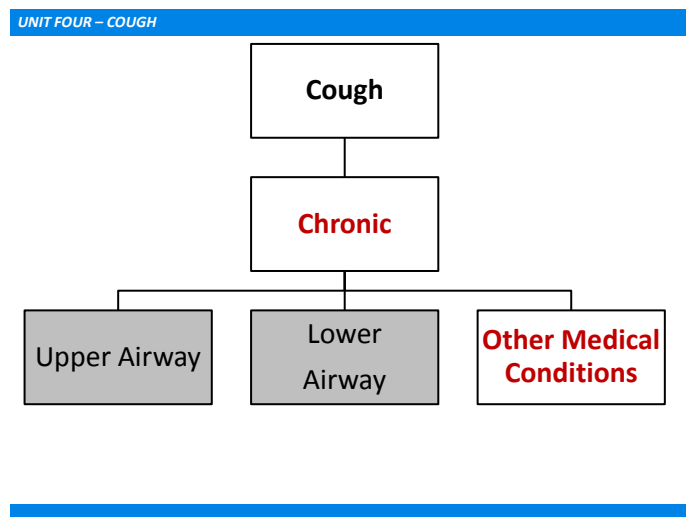 UNIT FOUR – COUGH
Cough
Chronic
Upper Airway
Lower
Airway
Other Medical
Conditions